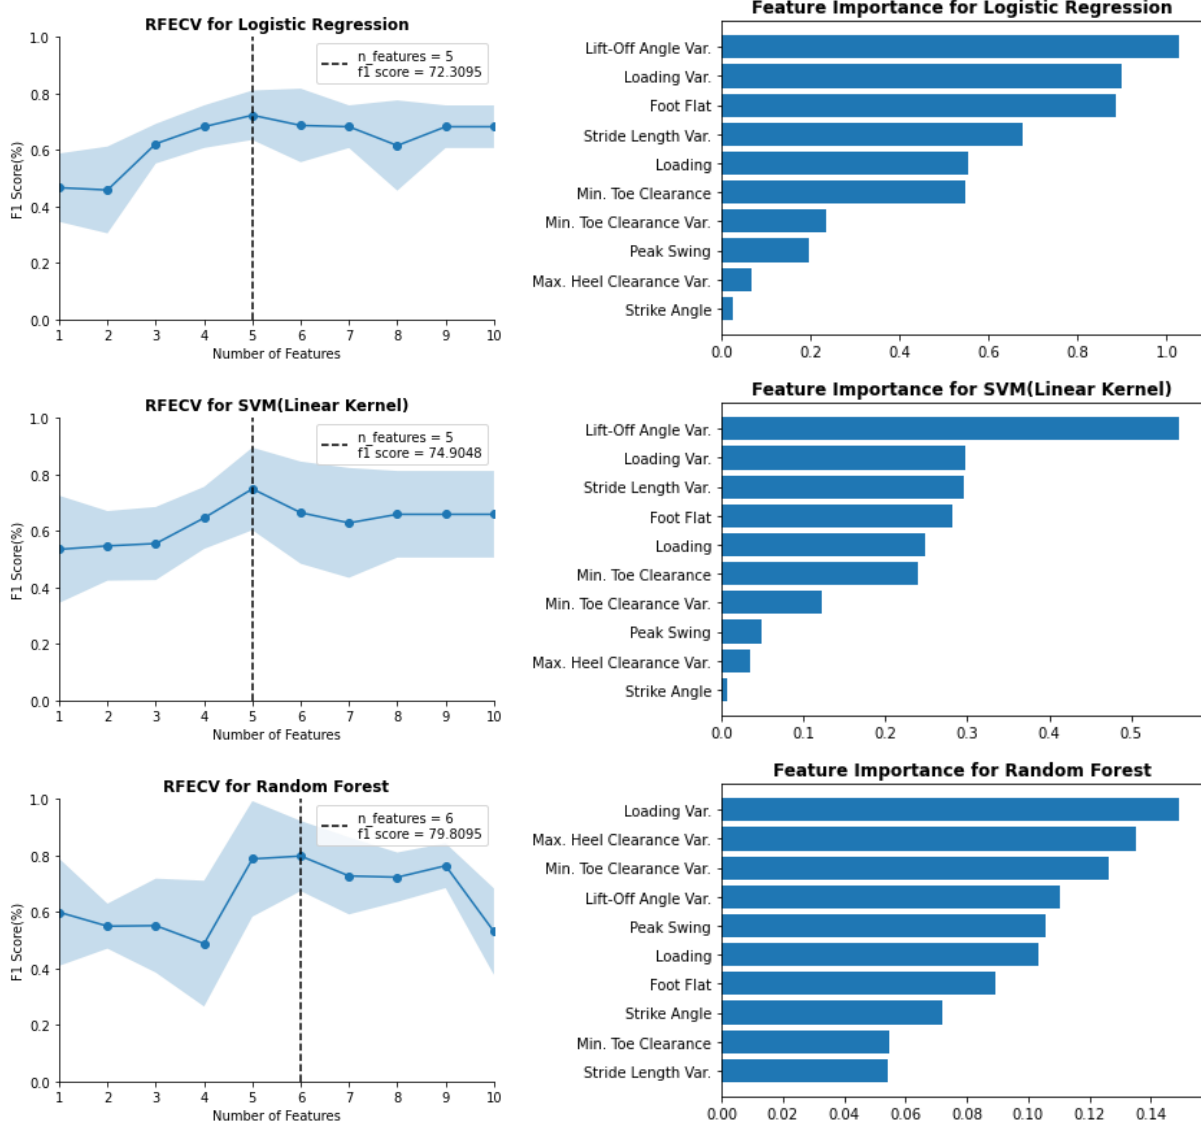 RFECV for Logistic Regression
1.0
0.8
0.6
0.4
0.2
0.0
F1 Score(%)
n_features = 5
f1 score = 72.3095
1 2 3 4 5 6 7 8 9 10
Number of Features
Feature Importance for Logistic Regression
Lift-Off Angle Var.
Loading Var.
Foot Flat
Stride Length Var.
Loading
Min. Toe Clearance
Min. Toe Clearance Var.
Peak Swing
Max. Heel Clearance Var.
Strike Angle
0.0 0.2 0.4 0.6 0.8 1.0
RFECV for SVM(Linear Kernel)
1.0
0.8
0.6
0.4
0.2
0.0
F1 Score(%)
n_features = 5
f1 score = 74.9048
1 2 3 4 5 6 7 8 9 10
Number of Features
Feature Importance for SVM(Linear Kernel)
Lift-Off Angle Var.
Loading Var.
Stride Length Var.
Foot Flat
Loading
Min. Toe Clearance
Min. Toe Clearance Var.
Peak Swing
Max. Heel Clearance Var.
Strike Angle
0.0 0.1 0.2 0.3 0.4 0.5
RFECV for Random Forest
1.0
0.8
0.6
0.4
0.2
0.0
F1 Score(%)
n_features = 6
f1 score = 79.8095
1 2 3 4 5 6 7 8 9 10
Number of Features
Feature Importance for Random Forest
Loading Var.
Max. Heel Clearance Var.
Min. Toe Clearance Var.
Lift-Off Angle Var.
Peak Swing
Loading
Foot Flat
Strike Angle
Min. Toe Clearance
Stride Length Var.
0.00 0.02 0.04 0.06 0.08 0.10 0.12 0.14